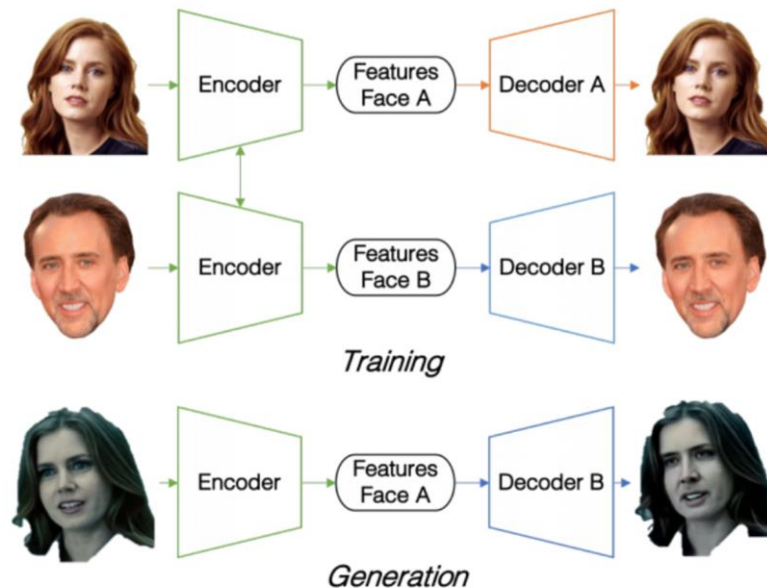 Encoder
Features
Face A
Decoder A
Encoder
Features
Face B
Decoder B
Training
Encoder
Features
Face A
Decoder B
Generation